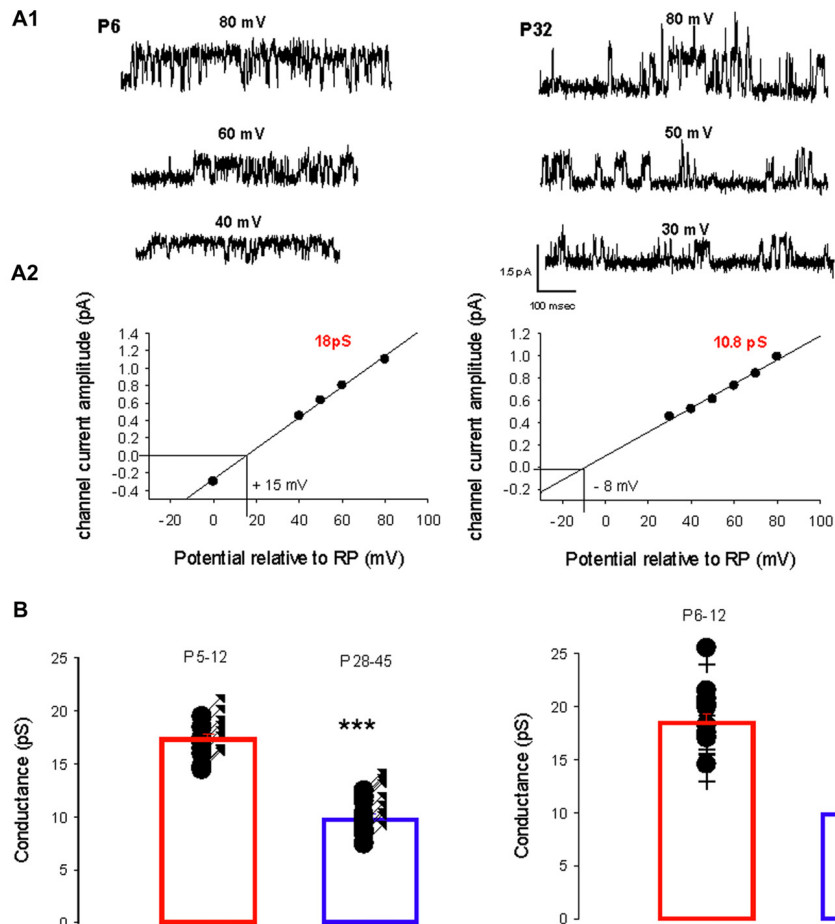 A1
P6
80 mV
60 mV
40 mV
P32
80 mV
50 mV
30 mV
1.5 pA
100 msec
A2
channel current amplitude (pA)
1.4
1.2
1.0
0.8
0.6
0.4
0.2
0.0
-0.2
-0.4
18pS
+ 15 mV
-20 0 20 40 60 80 100
Potential relative to RP (mV)
channel current amplitude (pA)
1.2
1.0
0.8
0.6
0.4
0.2
0.0
-0.2
10.8 pS
- 8 mV
-20 0 20 40 60 80 100
Potential relative to RP (mV)
B
Conductance (pS)
25
20
15
10
5
0
P5-12
P28-45
***
Conductance (pS)
25
20
15
10
5
0
P6-12